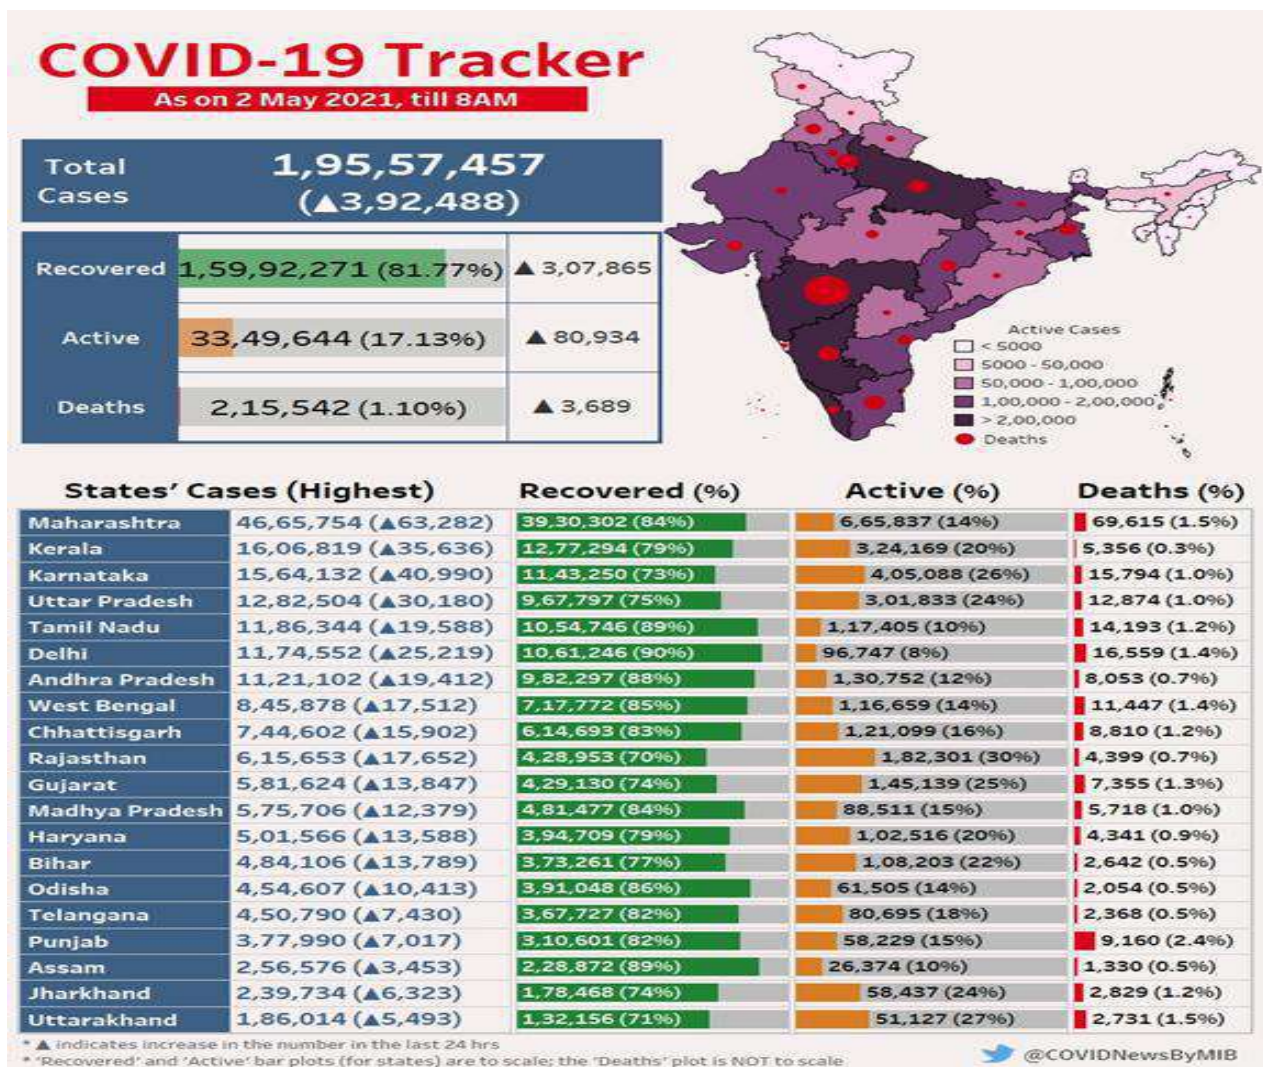 COVID-19 Tracker
As on 2 May 2021, till 8AM
Total Cases 1,95,57,457
(▲3,92,488)
Recovered 1,59,92,271 (81.77%) ▲ 3,07,865
Active 33,49,644 (17.13%) ▲ 80,934
Deaths 2,15,542 (1.10%) ▲ 3,689
Active Cases
< 5000
5000 - 50,000
50,000 - 1,00,000
1,00,000 - 2,00,000
> 2,00,000
Deaths
States’ Cases (Highest) Recovered (%) Active (%) Deaths (%)
Maharashtra 46,65,754 (▲63,282) 39,30,302 (84%) 6,65,837 (14%) 69,615 (1.5%)
Kerala 16,06,819 (▲35,636) 12,77,294 (79%) 3,24,169 (20%) 5,356 (0.3%)
Karnataka 15,64,132 (▲40,990) 11,43,250 (73%) 4,05,088 (26%) 15,794 (1.0%)
Uttar Pradesh 12,82,504 (▲30,180) 9,67,797 (75%) 3,01,833 (24%) 12,874 (1.0%)
Tamil Nadu 11,86,344 (▲19,588) 10,54,746 (89%) 1,17,405 (10%) 14,193 (1.2%)
Delhi 11,74,552 (▲25,219) 10,61,246 (90%) 96,747 (8%) 16,559 (1.4%)
Andhra Pradesh 11,21,102 (▲19,412) 9,82,297 (88%) 1,30,752 (12%) 8,053 (0.7%)
West Bengal 8,45,878 (▲17,512) 7,17,772 (85%) 1,16,659 (14%) 11,447 (1.4%)
Chhattisgarh 7,44,602 (▲15,902) 6,14,693 (83%) 1,21,099 (16%) 8,810 (1.2%)
Rajasthan 6,15,653 (▲17,652) 4,28,953 (70%) 1,82,301 (30%) 4,399 (0.7%)
Gujarat 5,81,624 (▲13,847) 4,29,130 (74%) 1,45,139 (25%) 7,355 (1.3%)
Madhya Pradesh 5,75,706 (▲12,379) 4,81,477 (84%) 88,511 (15%) 5,718 (1.0%)
Haryana 5,01,566 (▲13,588) 3,94,709 (79%) 1,02,516 (20%) 4,341 (0.9%)
Bihar 4,84,106 (▲13,789) 3,73,261 (77%) 1,08,203 (22%) 2,642 (0.5%)
Odisha 4,54,607 (▲10,413) 3,91,048 (86%) 61,505 (14%) 2,054 (0.5%)
Telangana 4,50,790 (▲7,430) 3,67,727 (82%) 80,695 (18%) 2,368 (0.5%)
Punjab 3,77,990 (▲7,017) 3,10,601 (82%) 58,229 (15%) 9,160 (2.4%)
Assam 2,56,576 (▲3,453) 2,28,872 (89%) 26,374 (10%) 1,330 (0.5%)
Jharkhand 2,39,734 (▲6,323) 1,78,468 (74%) 58,437 (24%) 2,829 (1.2%)
Uttarakhand 1,86,014 (▲5,493) 1,32,156 (71%) 51,127 (27%) 2,731 (1.5%)
* ▲ indicates increase in the number in the last 24 hrs
* 'Recovered' and 'Active' bar plots (for states) are to scale; the 'Deaths' plot is NOT to scale
@COVIDNewsByMIB